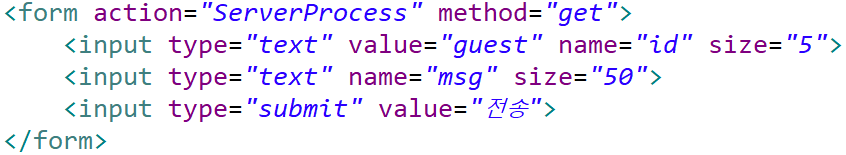 <form action="ServerProcess" method="get">
    <input type="text" value="guest" name="id" size="5">
    <input type="text" name="msg" size="50">
    <input type="submit" value="전송">
</form>